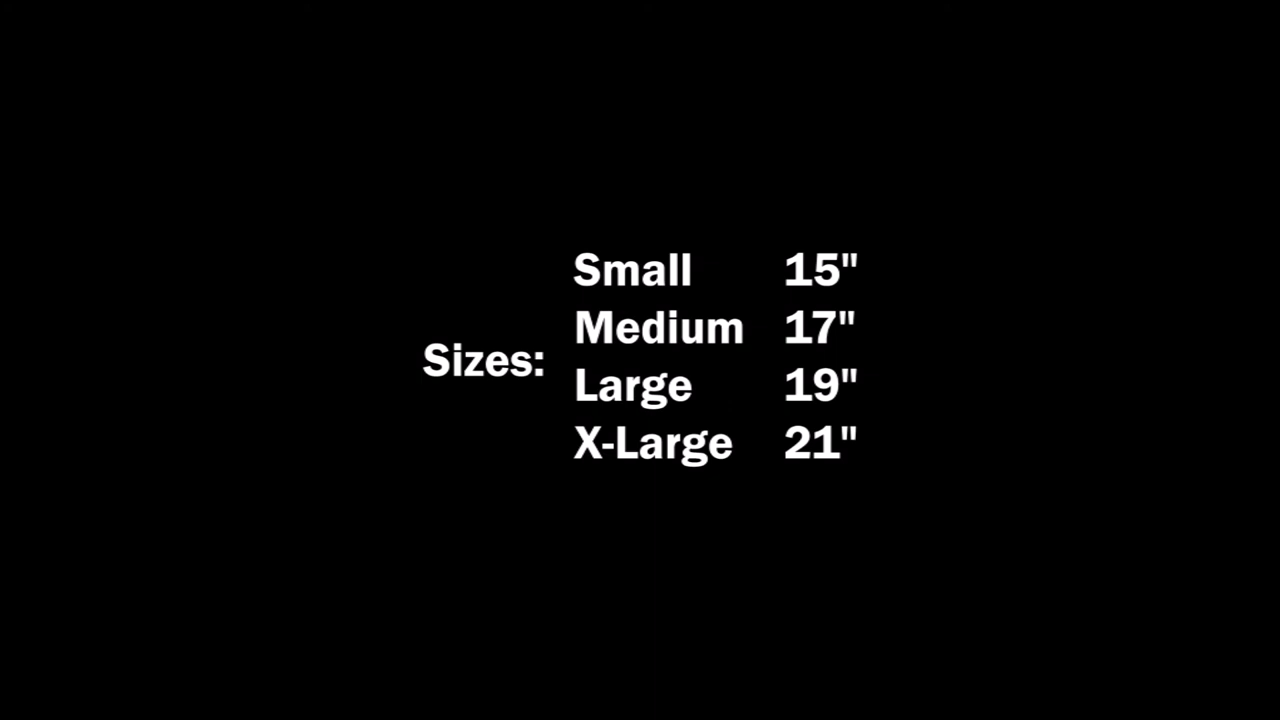 Sizes:
Small 15"
Medium 17"
Large 19"
X-Large 21"